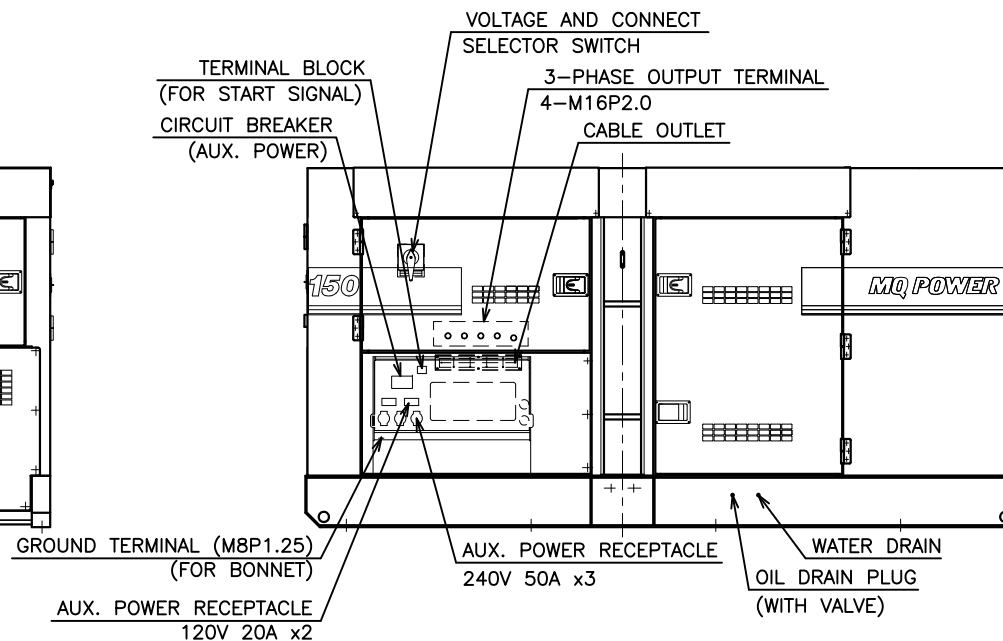 VOLTAGE AND CONNECT
SELECTOR SWITCH
TERMINAL BLOCK
(FOR START SIGNAL)
3-PHASE OUTPUT TERMINAL
4-M16P2.0
CIRCUIT BREAKER
(AUX. POWER)
CABLE OUTLET
150
MQ POWER
GROUND TERMINAL (M8P1.25)
(FOR BONNET)
AUX. POWER RECEPTACLE
240V 50A x3
WATER DRAIN
OIL DRAIN PLUG
(WITH VALVE)
AUX. POWER RECEPTACLE
120V 20A x2